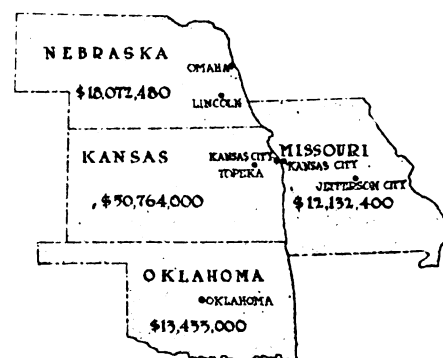 NEBRASKA
OMAHA
$18,072,480
LINCOLN
KANSAS
KANSAS CITY
TOPEKA
$50,764,000
MISSOURI
KANSAS CITY
JEFFERSON CITY
$12,132,400
OKLAHOMA
OKLAHOMA
$13,433,000